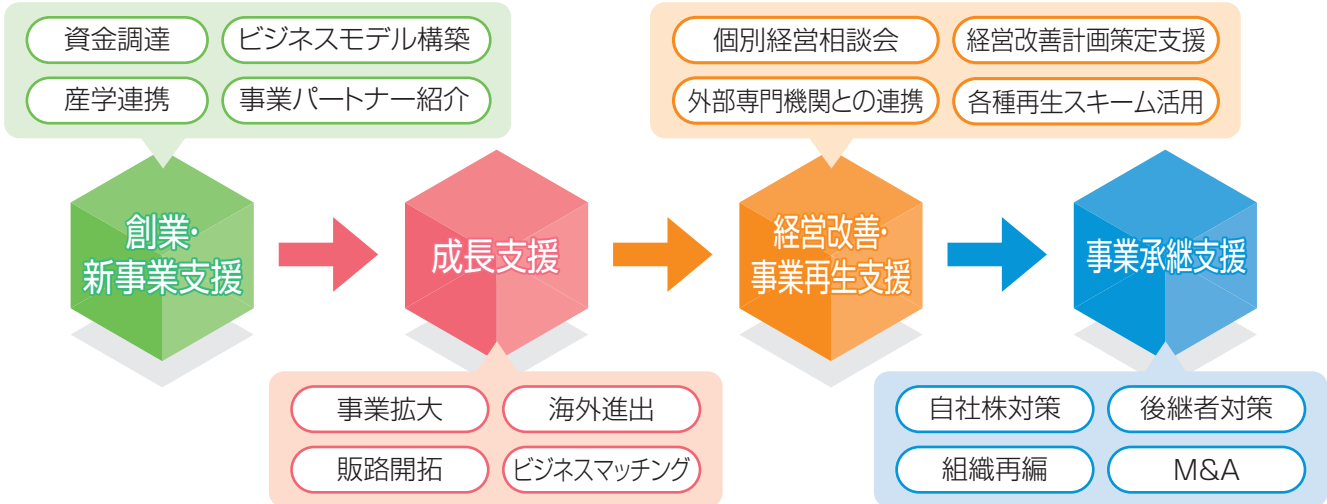 資金調達
ビジネスモデル構築
産学連携
事業パートナー紹介
個別経営相談会
経営改善計画策定支援
外部専門機関との連携
各種再生スキーム活用
創業・
新事業支援
成長支援
経営改善・
事業再生支援
事業承継支援
事業拡大
海外進出
販路開拓
ビジネスマッチング
自社株対策
後継者対策
組織再編
M&A